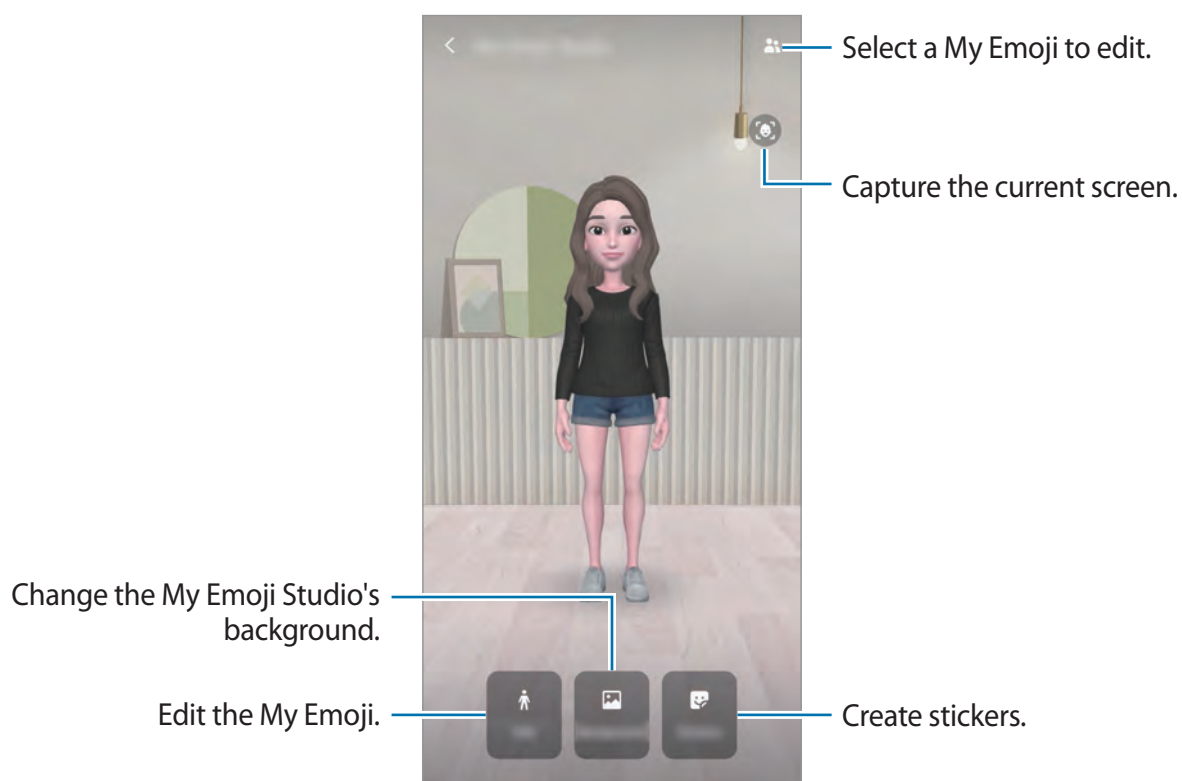 Select a My Emoji to edit.
Capture the current screen.
Change the My Emoji Studio's
background.
Edit the My Emoji.
Create stickers.